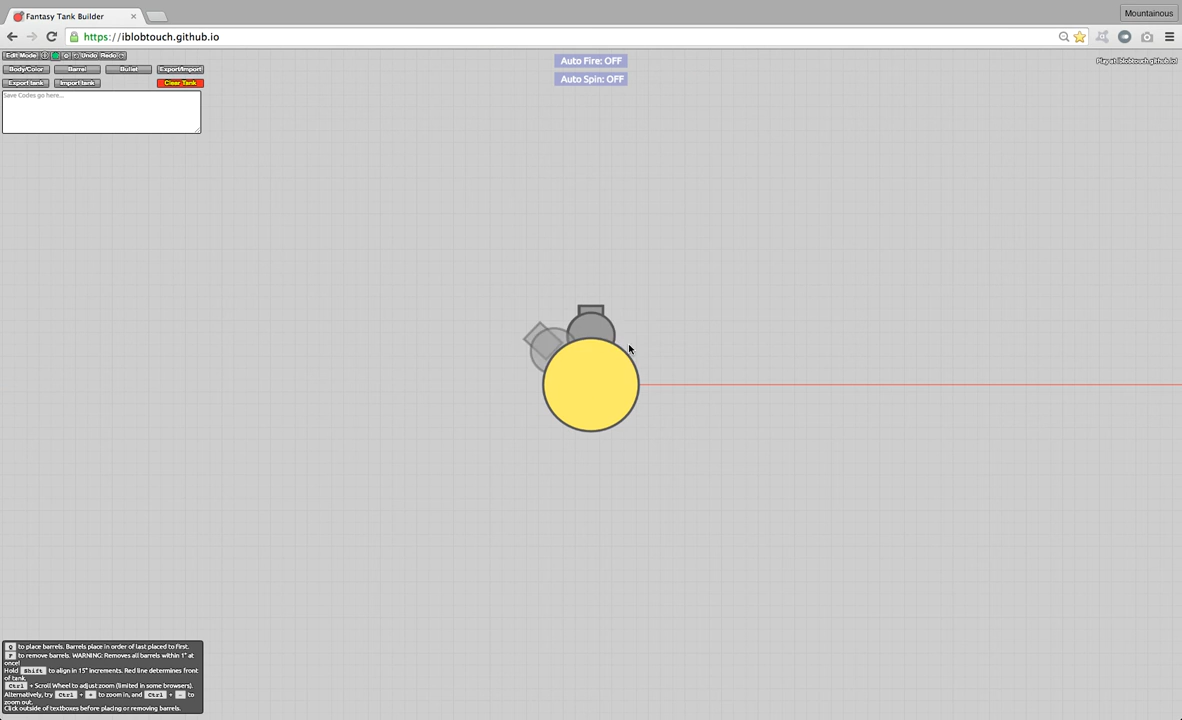 Fantasy Tank Builder
Mountainous
https://iblobtouch.github.io
Edit Mode Undo Redo
Body/Color Barrel Bullet Export/Import
Export tank Import tank Clear Tank
Save Codes go here...
Auto Fire: OFF
Auto Spin: OFF
Play at iblobtouch.github.io!
Q to place barrels. Barrels place in order of last placed to first.
F to remove barrels. WARNING: Removes all barrels within 1° at
once!
Hold Shift to align in 15° increments. Red line determines front
of tank.
Ctrl + Scroll Wheel to adjust zoom (limited in some browsers).
Alternatively, try Ctrl + + to zoom in, and Ctrl + - to
zoom out.
Click outside of textboxes before placing or removing barrels.